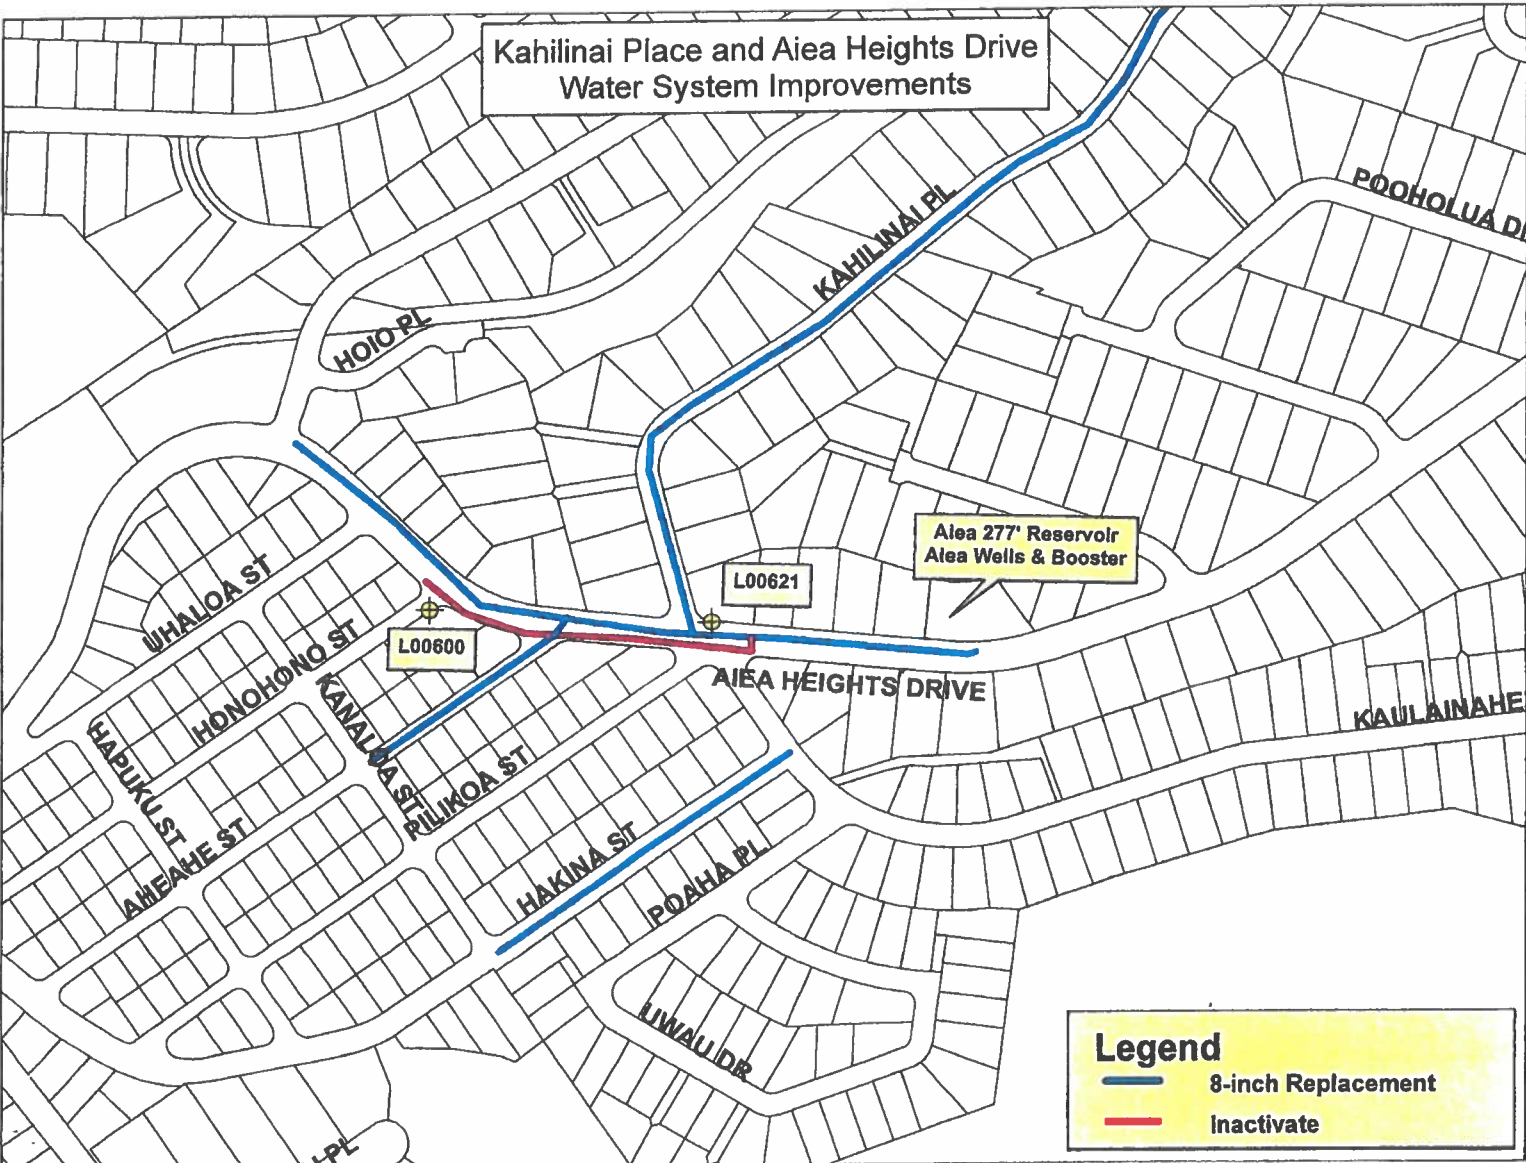 Kahilinai Place and Aiea Heights Drive
Water System Improvements
POOHOLUA
KAHILINAI PL
HOIO PL
Aiea 277' Reservoir
Aiea Wells & Booster
L00621
UHALOA ST
L00600
HONOHONO ST
AIEA HEIGHTS DRIVE
KANALOA ST
KAULAINAHE
HAPUKU ST
PILIKOA ST
AHEAHE ST
HAKINA ST
POAHA PL
UWAU DR
Legend
8-inch Replacement
Inactivate
PL